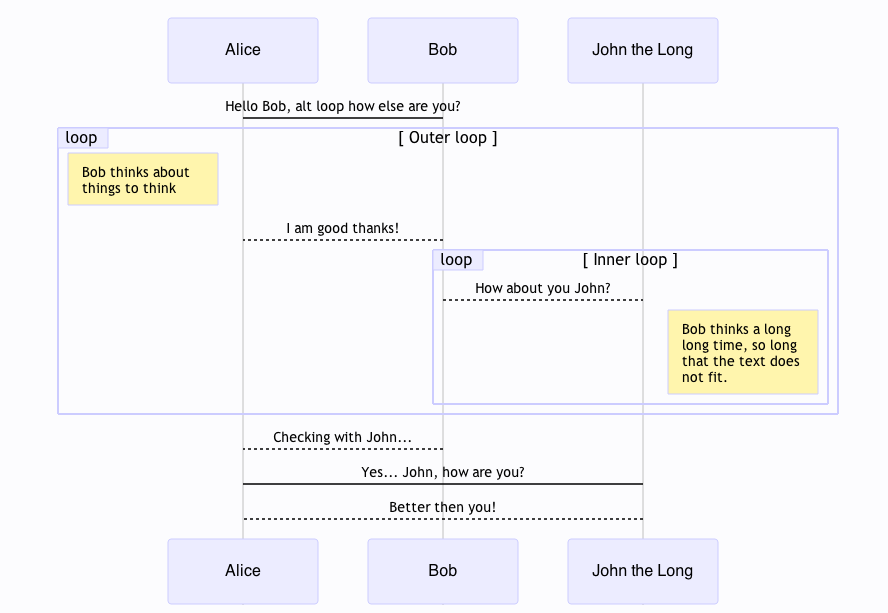 Alice
Bob
John the Long
Hello Bob, alt loop how else are you?
loop
[ Outer loop ]
Bob thinks about
things to think
I am good thanks!
loop
[ Inner loop ]
How about you John?
Bob thinks a long
long time, so long
that the text does
not fit.
Checking with John...
Yes... John, how are you?
Better then you!
Alice
Bob
John the Long